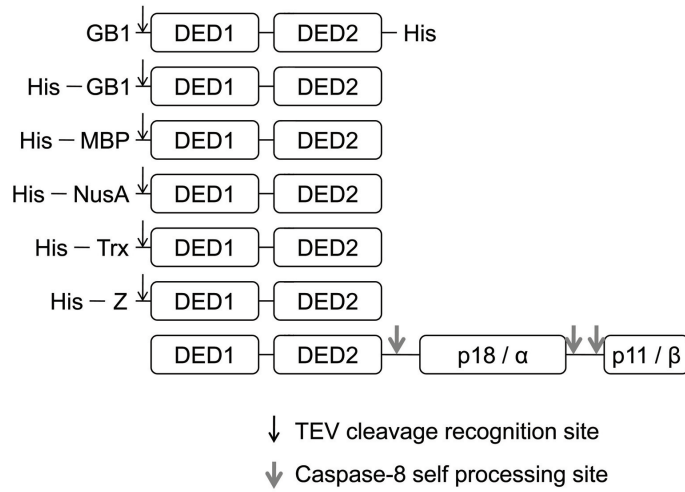 GB1 DED1 DED2 His
His – GB1 DED1 DED2
His – MBP DED1 DED2
His – NusA DED1 DED2
His – Trx DED1 DED2
His – Z DED1 DED2
DED1 DED2 p18 / α p11 / β
TEV cleavage recognition site
Caspase-8 self processing site